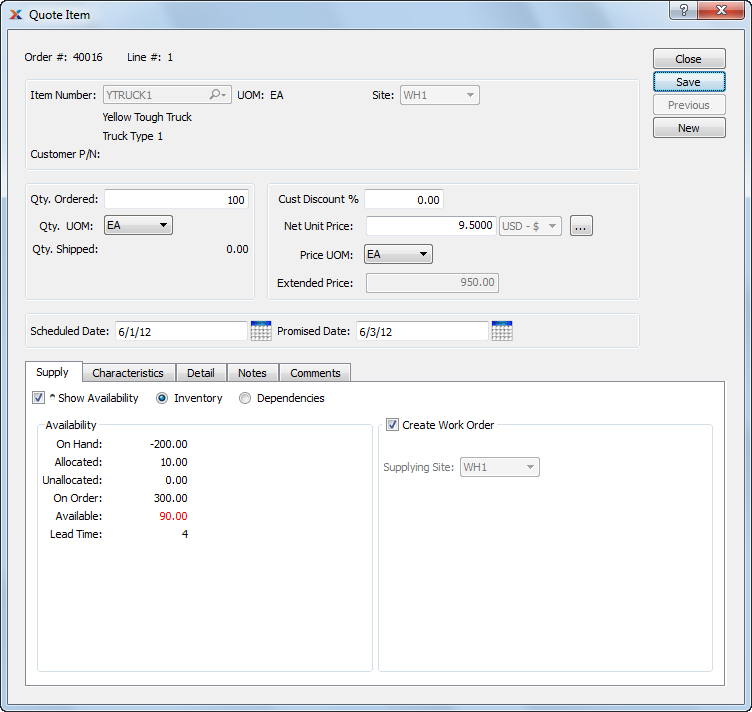 Quote Item
Order #: 40016 Line #: 1
Close
Save
Previous
New
Item Number: YTRUCK1 UOM: EA Site: WH1
Yellow Tough Truck
Truck Type 1
Customer P/N:
Qty. Ordered: 100
Qty. UOM: EA
Qty. Shipped: 0.00
Cust Discount % 0.00
Net Unit Price: 9.5000 USD - $ ...
Price UOM: EA
Extended Price: 950.00
Scheduled Date: 6/1/12 Promised Date: 6/3/12
Supply Characteristics Detail Notes Comments
^ Show Availability Inventory Dependencies
Availability
On Hand: -200.00
Allocated: 10.00
Unallocated: 0.00
On Order: 300.00
Available: 90.00
Lead Time: 4
Create Work Order
Supplying Site: WH1